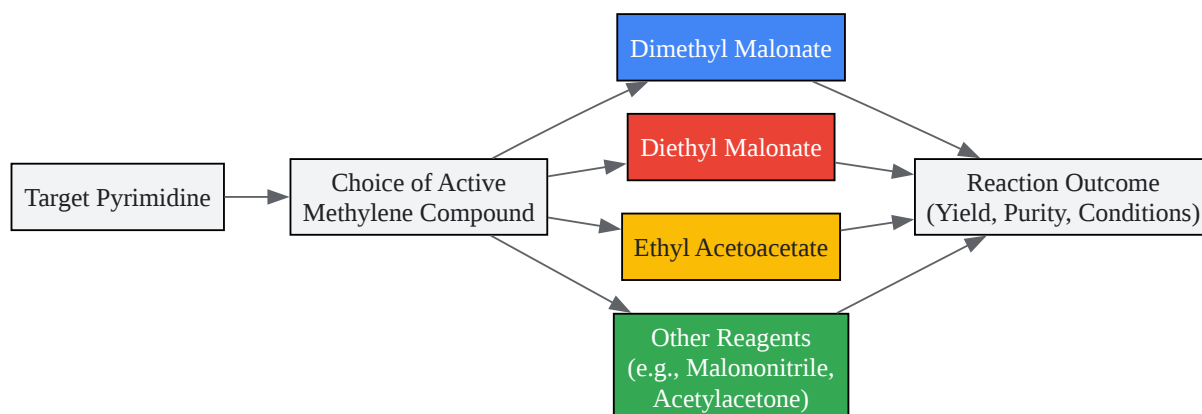 Target Pyrimidine
Choice of Active
Methylene Compound
Dimethyl Malonate
Diethyl Malonate
Ethyl Acetoacetate
Other Reagents
(e.g., Malononitrile,
Acetylacetone)
Reaction Outcome
(Yield, Purity, Conditions)